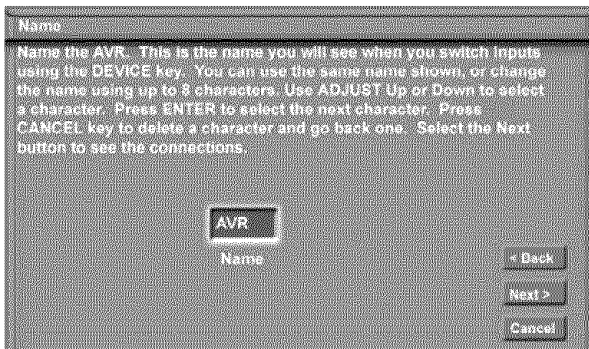 Name
Name the AVR. This is the name you will see when you switch Inputs
using the DEVICE key. You can use the same name shown, or change
the name using up to 8 characters. Use ADJUST Up or Down to select
a character. Press ENTER to select the next character. Press
CANCEL key to delete a character and go back one. Select the Next
button to see the connections.
AVR
Name
< Back
Next >
Cancel